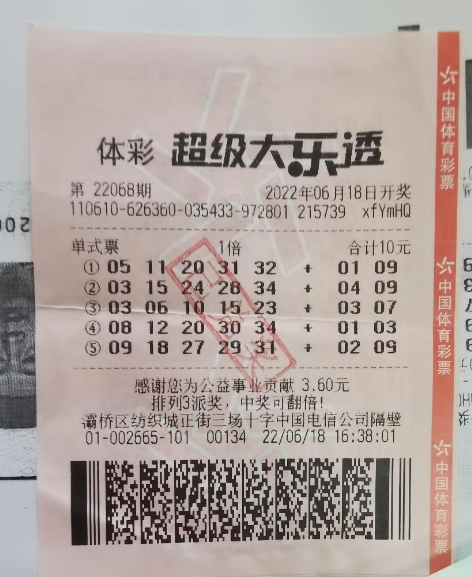 体彩 超级大乐透
第 22068期 2022年06月18日开奖
110610-626360-035433-972801 215739 xfYmHQ
单式票 1倍 合计10元
① 05 11 20 31 32 + 01 09
② 03 15 24 28 34 + 04 09
③ 03 06 10 15 23 + 03 07
④ 08 12 20 30 34 + 01 03
⑤ 09 18 27 29 31 + 02 09
已兑奖
感谢您为公益事业贡献 3.60元
排列3派奖，中奖可翻倍！
灞桥区纺织城正街三场十字中国电信公司隔壁
01-002665-101 00134 22/06/18 16:38:01
中国体育彩票
中国体育彩票
中国体育彩票